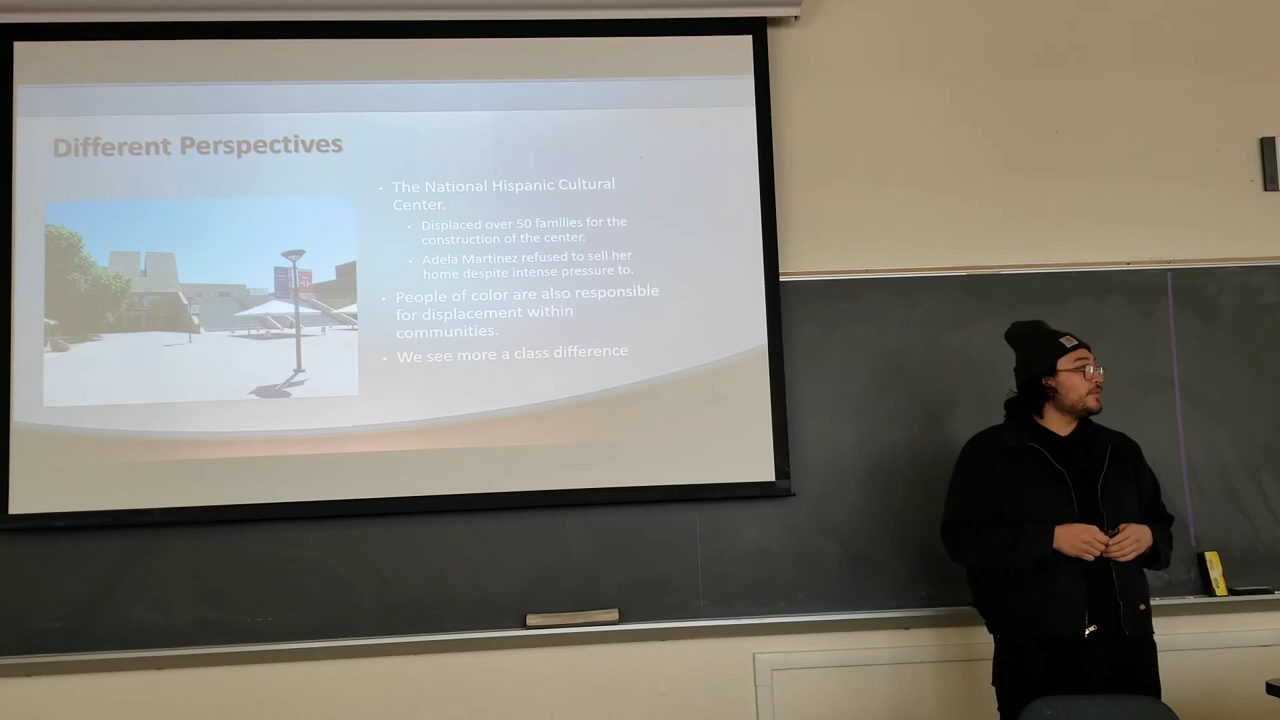 Different Perspectives
The National Hispanic Cultural
Center.
Displaced over 50 families for the
construction of the center.
Adela Martinez refused to sell her
home despite intense pressure to.
People of color are also responsible
for displacement within
communities.
We see more a class difference